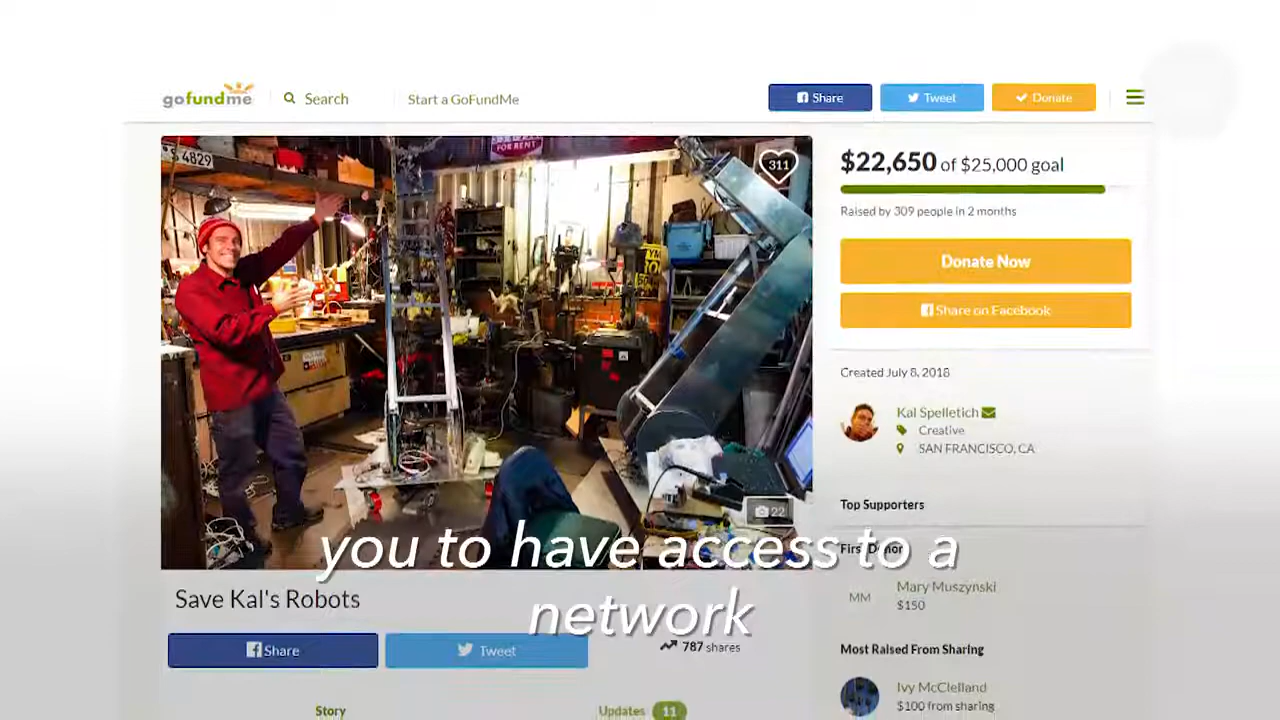 gofundme
Search
Start a GoFundMe
Share
Tweet
Donate
S 4829
FOR RENT
311
22
$22,650 of $25,000 goal
Raised by 309 people in 2 months
Donate Now
Share on Facebook
Created July 8, 2018
Kal Spelletich
Creative
SAN FRANCISCO, CA
Top Supporters
First Donor
MM
Mary Muszynski
$150
Most Raised From Sharing
Ivy McClelland
$100 from sharing
you to have access to a
network
Save Kal's Robots
Share
Tweet
787 shares
Story
Updates 11